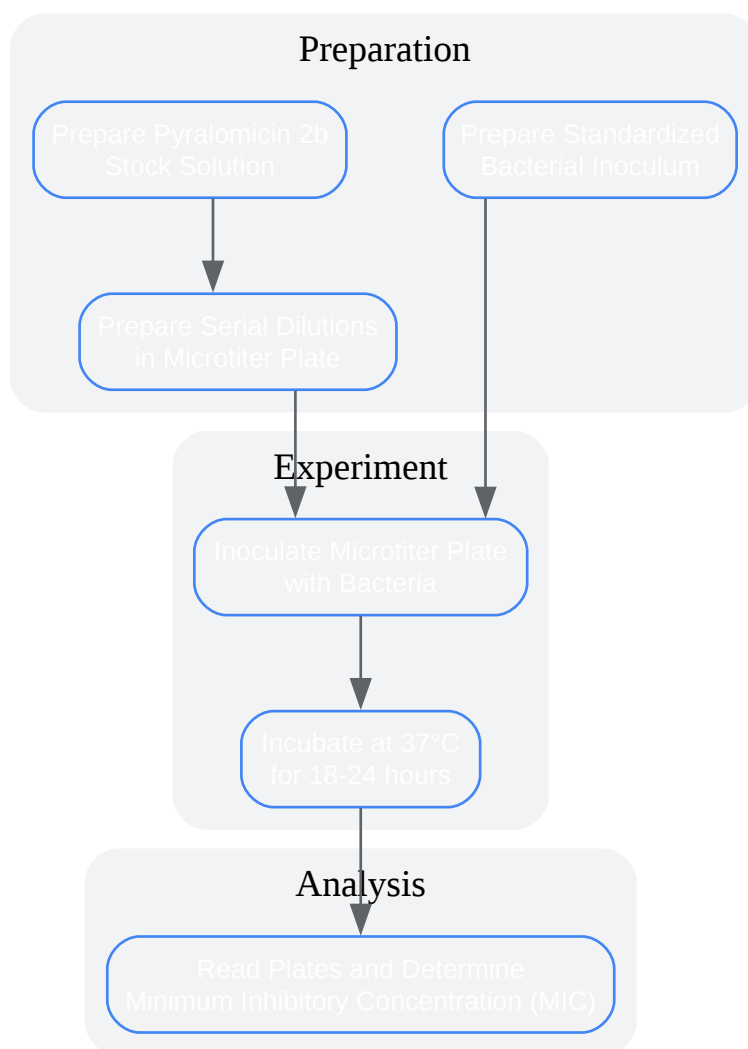 Preparation
Prepare Pyralomicin 2b
Stock Solution
Prepare Standardized
Bacterial Inoculum
Prepare Serial Dilutions
in Microtiter Plate
Experiment
Inoculate Microtiter Plate
with Bacteria
Incubate at 37°C
for 18-24 hours
Analysis
Read Plates and Determine
Minimum Inhibitory Concentration (MIC)